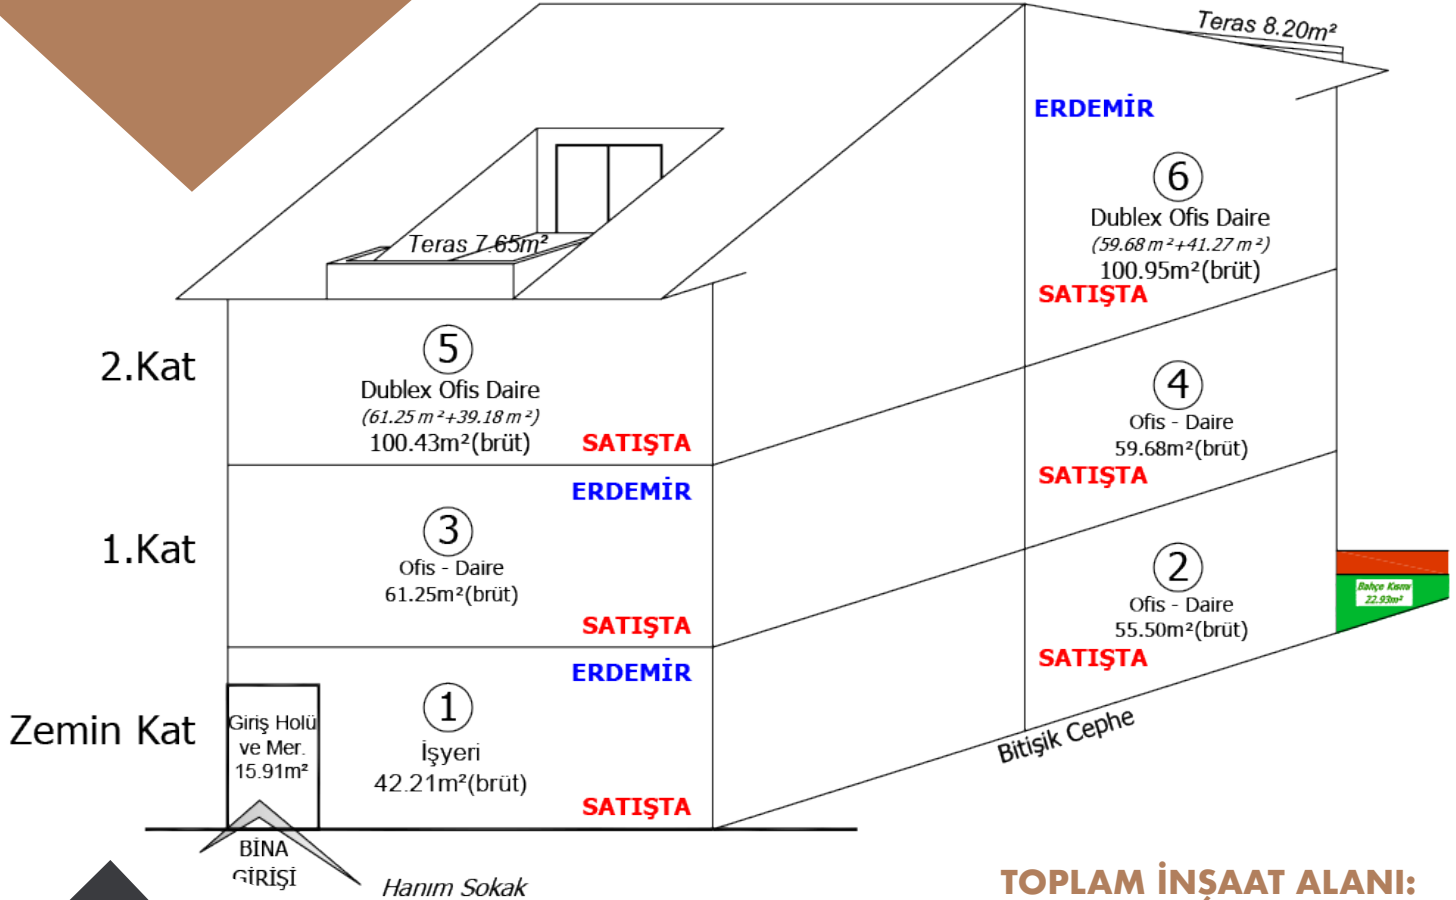 Teras 8.20m²
ERDEMİR
6
Dublex Ofis Daire
(59.68 m²+41.27 m²)
100.95m²(brüt)
SATIŞTA
Teras 7.65m²
2.Kat
5
Dublex Ofis Daire
(61.25 m²+39.18 m²)
100.43m²(brüt)
SATIŞTA
4
Ofis - Daire
59.68m²(brüt)
SATIŞTA
1.Kat
ERDEMİR
3
Ofis - Daire
61.25m²(brüt)
SATIŞTA
2
Ofis - Daire
55.50m²(brüt)
SATIŞTA
Bahçe Kısmı
22.93m²
Zemin Kat
Giriş Holü
ve Mer.
15.91m²
ERDEMİR
1
İşyeri
42.21m²(brüt)
SATIŞTA
Bitişik Cephe
BİNA
GİRİŞİ
Hanım Sokak
TOPLAM İNŞAAT ALANI: